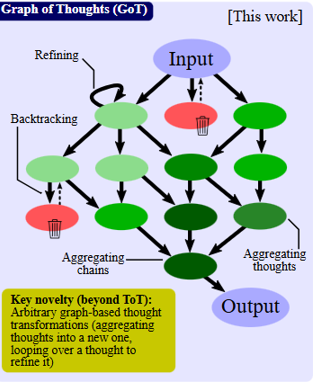 Graph of Thoughts (GoT)
[This work]
Refining
Input
Backtracking
Aggregating
chains
Aggregating
thoughts
Output
Key novelty (beyond ToT):
Arbitrary graph-based thought
transformations (aggregating
thoughts into a new one,
looping over a thought to
refine it)